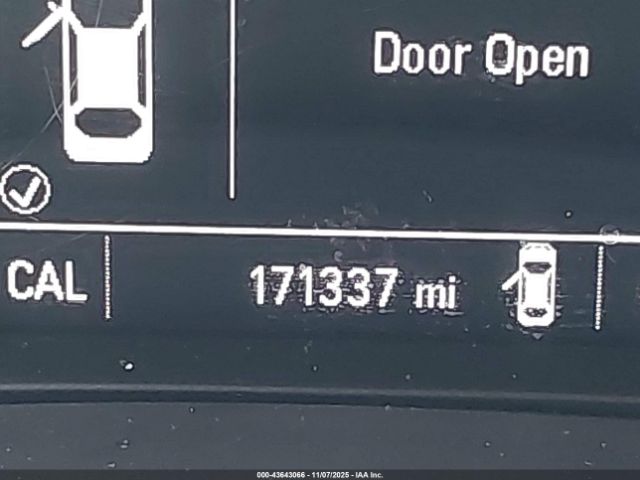 Door Open
CAL 171337 mi
000-43643066 - 11/07/2025 - IAA Inc.